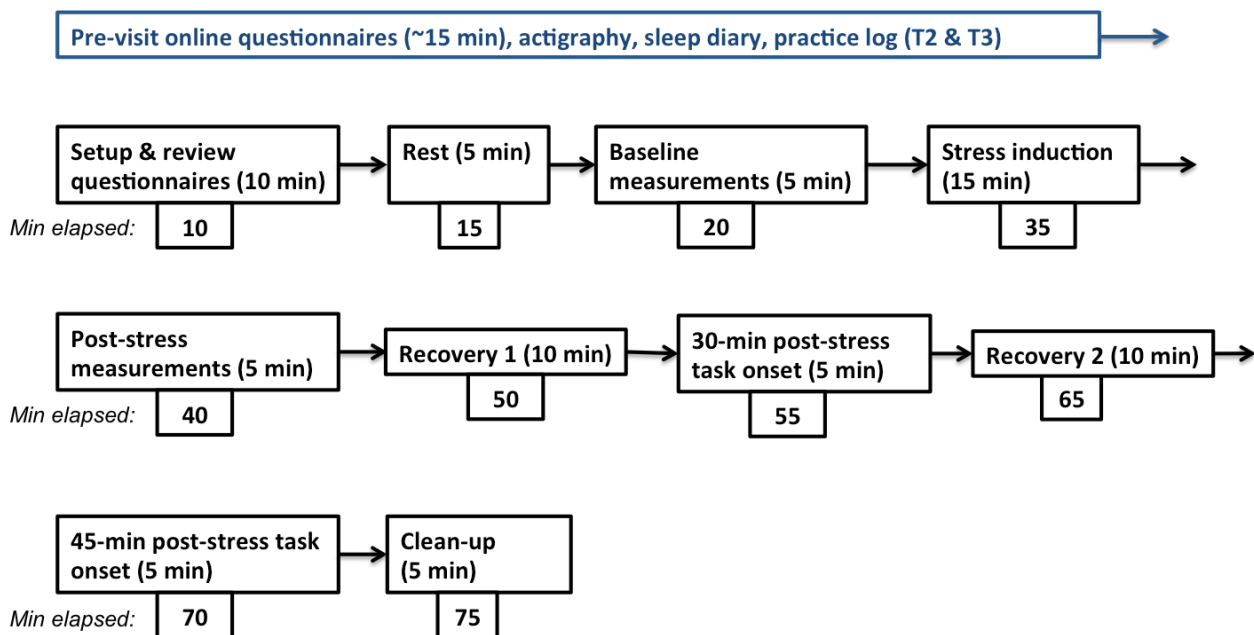 Pre-visit online questionnaires (~15 min), actigraphy, sleep diary, practice log (T2 & T3)
Setup & review
questionnaires (10 min)
Rest (5 min)
Baseline
measurements (5 min)
Stress induction
(15 min)
Min elapsed:
10
15
20
35
Post-stress
measurements (5 min)
Recovery 1 (10 min)
30-min post-stress
task onset (5 min)
Recovery 2 (10 min)
Min elapsed:
40
50
55
65
45-min post-stress task
onset (5 min)
Clean-up
(5 min)
Min elapsed:
70
75